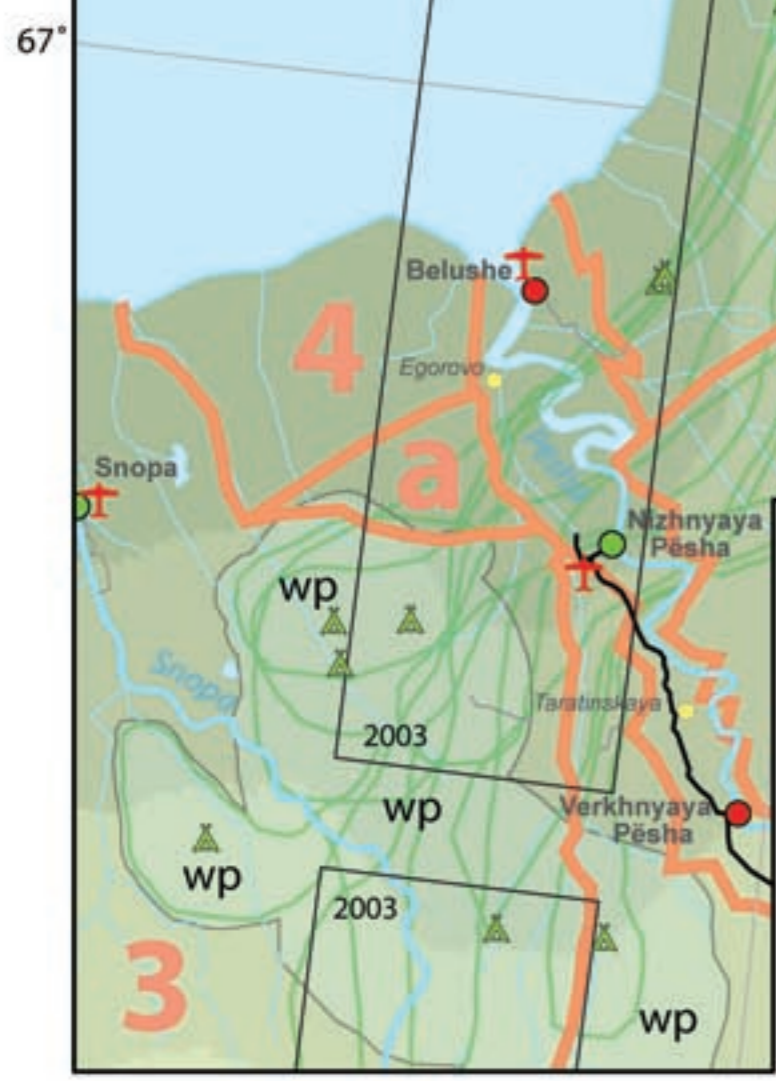 67°
Belushe
4
Egorovo
a
Snopa
Nizhnyaya
Pësha
wp
Snopa
Taratinskaya
2003
wp
Verkhnyaya
Pësha
wp
2003
3
wp